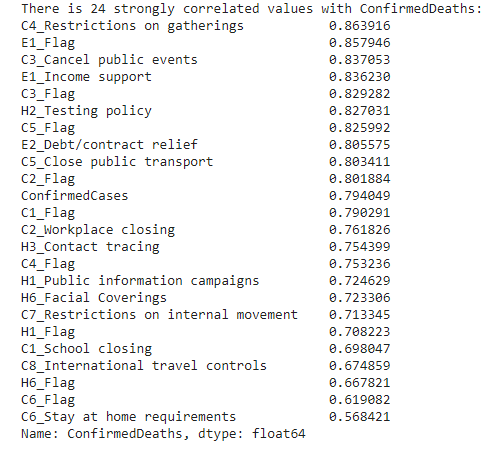 There is 24 strongly correlated values with ConfirmedDeaths:
C4_Restrictions on gatherings 0.863916
E1_Flag 0.857946
C3_Cancel public events 0.837053
E1_Income support 0.836230
C3_Flag 0.829282
H2_Testing policy 0.827031
C5_Flag 0.825992
E2_Debt/contract relief 0.805575
C5_Close public transport 0.803411
C2_Flag 0.801884
ConfirmedCases 0.794049
C1_Flag 0.790291
C2_Workplace closing 0.761826
H3_Contact tracing 0.754399
C4_Flag 0.753236
H1_Public information campaigns 0.724629
H6_Facial Coverings 0.723306
C7_Restrictions on internal movement 0.713345
H1_Flag 0.708223
C1_School closing 0.698047
C8_International travel controls 0.674859
H6_Flag 0.667821
C6_Flag 0.619082
C6_Stay at home requirements 0.568421
Name: ConfirmedDeaths, dtype: float64